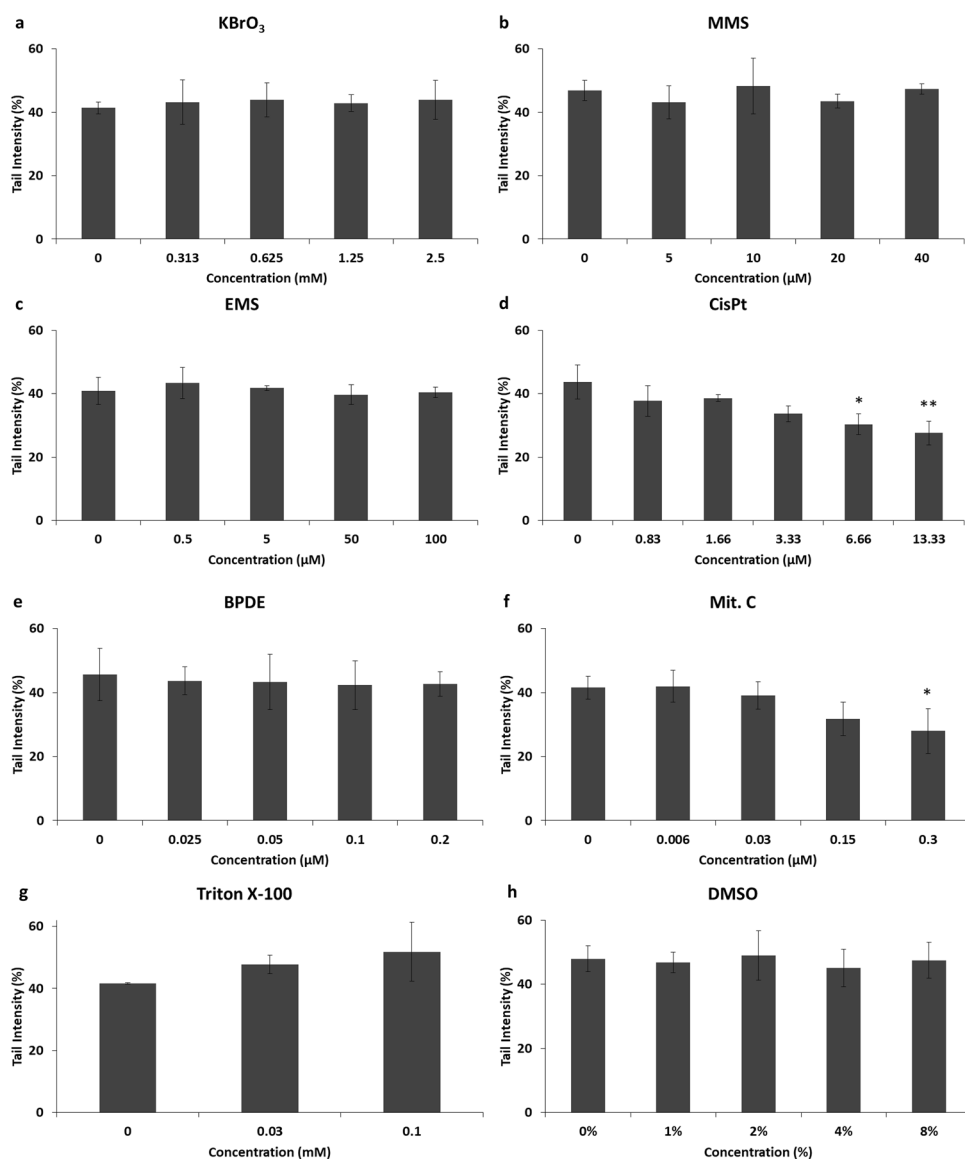 a
KBrO3
Tail Intensity (%)
60
40
20
0
0 0.313 0.625 1.25 2.5
Concentration (mM)
b
MMS
Tail Intensity (%)
60
40
20
0
0 5 10 20 40
Concentration (μM)
c
EMS
Tail Intensity (%)
60
40
20
0
0 0.5 5 50 100
Concentration (μM)
d
CisPt
Tail Intensity (%)
60
40
20
0
* **
0 0.83 1.66 3.33 6.66 13.33
Concentration (μM)
e
BPDE
Tail Intensity (%)
60
40
20
0
0 0.025 0.05 0.1 0.2
Concentration (μM)
f
Mit. C
Tail Intensity (%)
60
40
20
0
*
0 0.006 0.03 0.15 0.3
Concentration (μM)
g
Triton X-100
Tail Intensity (%)
60
40
20
0
0 0.03 0.1
Concentration (mM)
h
DMSO
Tail Intensity (%)
60
40
20
0
0% 1% 2% 4% 8%
Concentration (%)